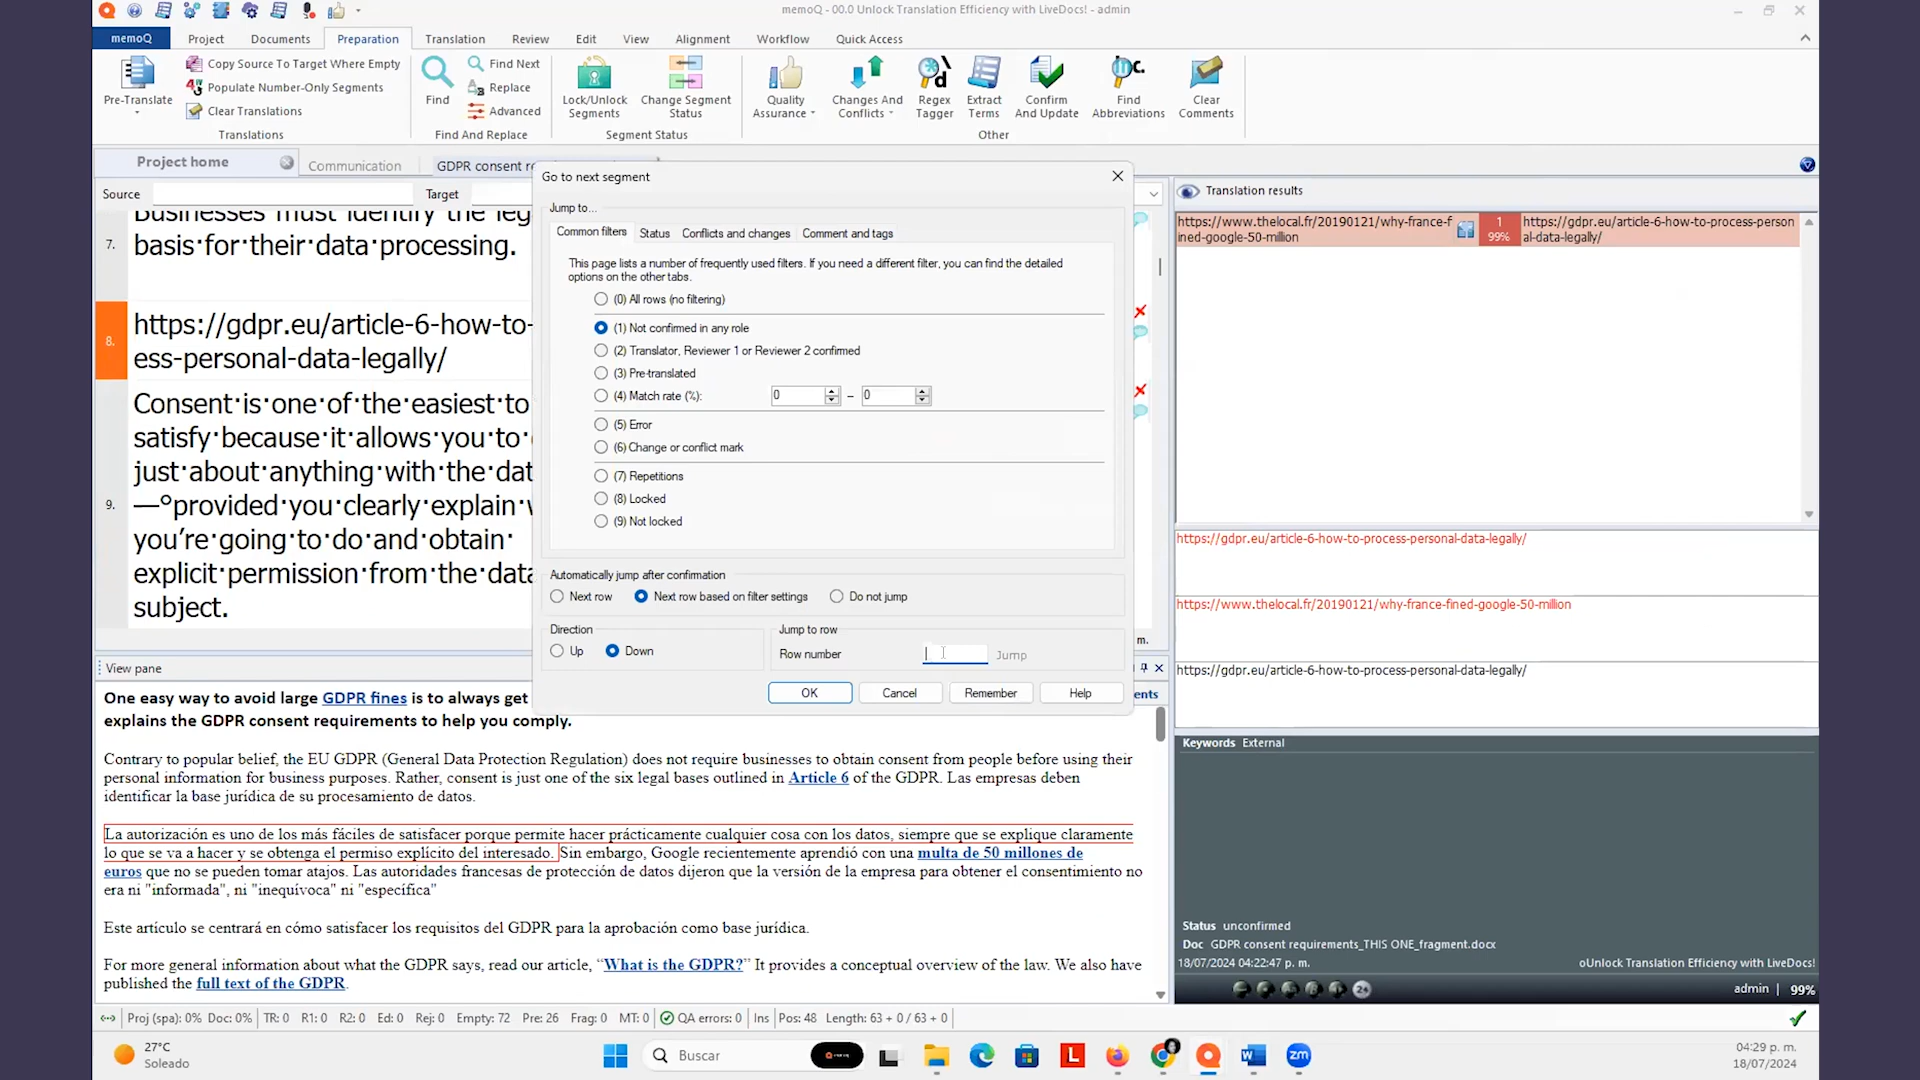 memoQ - 00.0 Unlock Translation Efficiency with LiveDocs! - admin
memoQ
Project
Documents
Preparation
Translation
Review
Edit
View
Alignment
Workflow
Quick Access
Pre-Translate
Copy Source To Target Where Empty
Populate Number-Only Segments
Clear Translations
Translations
Find
Find Next
Replace
Advanced
Find And Replace
Lock/Unlock
Segments
Change Segment
Status
Segment Status
Quality
Assurance
Changes And
Conflicts
Regex
Tagger
Extract
Terms
Confirm
And Update
Find
Abbreviations
Clear
Comments
Other
Project home
Communication
GDPR consent re
Source
Target
7.
Businesses must identify the leg
basis for their data processing.
8.
https://gdpr.eu/article-6-how-to-
ess-personal-data-legally/
9.
Consent is one of the easiest to
satisfy because it allows you to
just about anything with the dat
—°provided you clearly explain
you're going to do and obtain
explicit permission from the data
subject.
Go to next segment
Jump to...
Common filters
Status
Conflicts and changes
Comment and tags
This page lists a number of frequently used filters. If you need a different filter, you can find the detailed
options on the other tabs.
(0) All rows (no filtering)
(1) Not confirmed in any role
(2) Translator, Reviewer 1 or Reviewer 2 confirmed
(3) Pre-translated
(4) Match rate (%): 0 – 0
(5) Error
(6) Change or conflict mark
(7) Repetitions
(8) Locked
(9) Not locked
Automatically jump after confirmation
Next row
Next row based on filter settings
Do not jump
Direction
Up
Down
Jump to row
Row number
Jump
OK
Cancel
Remember
Help
m.
ents
Translation results
https://www.thelocal.fr/20190121/why-france-f
ined-google-50-million
1
99%
https://gdpr.eu/article-6-how-to-process-person
al-data-legally/
https://gdpr.eu/article-6-how-to-process-personal-data-legally/
https://www.thelocal.fr/20190121/why-france-fined-google-50-million
https://gdpr.eu/article-6-how-to-process-personal-data-legally/
Keywords External
Status unconfirmed
Doc GDPR consent requirements_THIS ONE_fragment.docx
18/07/2024 04:22:47 p. m.
oUnlock Translation Efficiency with LiveDocs!
admin | 99%
View pane
One easy way to avoid large GDPR fines is to always get
explains the GDPR consent requirements to help you comply.
Contrary to popular belief, the EU GDPR (General Data Protection Regulation) does not require businesses to obtain consent from people before using their
personal information for business purposes. Rather, consent is just one of the six legal bases outlined in Article 6 of the GDPR. Las empresas deben
identificar la base jurídica de su procesamiento de datos.
La autorización es uno de los más fáciles de satisfacer porque permite hacer prácticamente cualquier cosa con los datos, siempre que se explique claramente
lo que se va a hacer y se obtenga el permiso explícito del interesado. Sin embargo, Google recientemente aprendió con una multa de 50 millones de
euros que no se pueden tomar atajos. Las autoridades francesas de protección de datos dijeron que la versión de la empresa para obtener el consentimiento no
era ni "informada", ni "inequívoca" ni "específica"
Este artículo se centrará en cómo satisfacer los requisitos del GDPR para la aprobación como base jurídica.
For more general information about what the GDPR says, read our article, “What is the GDPR?” It provides a conceptual overview of the law. We also have
published the full text of the GDPR.
Proj (spa): 0% Doc: 0% TR: 0 R1: 0 R2: 0 Ed: 0 Rej: 0 Empty: 72 Pre: 26 Frag: 0 MT: 0 QA errors: 0 Ins Pos: 48 Length: 63 + 0 / 63 + 0
27°C
Soleado
Buscar
04:29 p. m.
18/07/2024